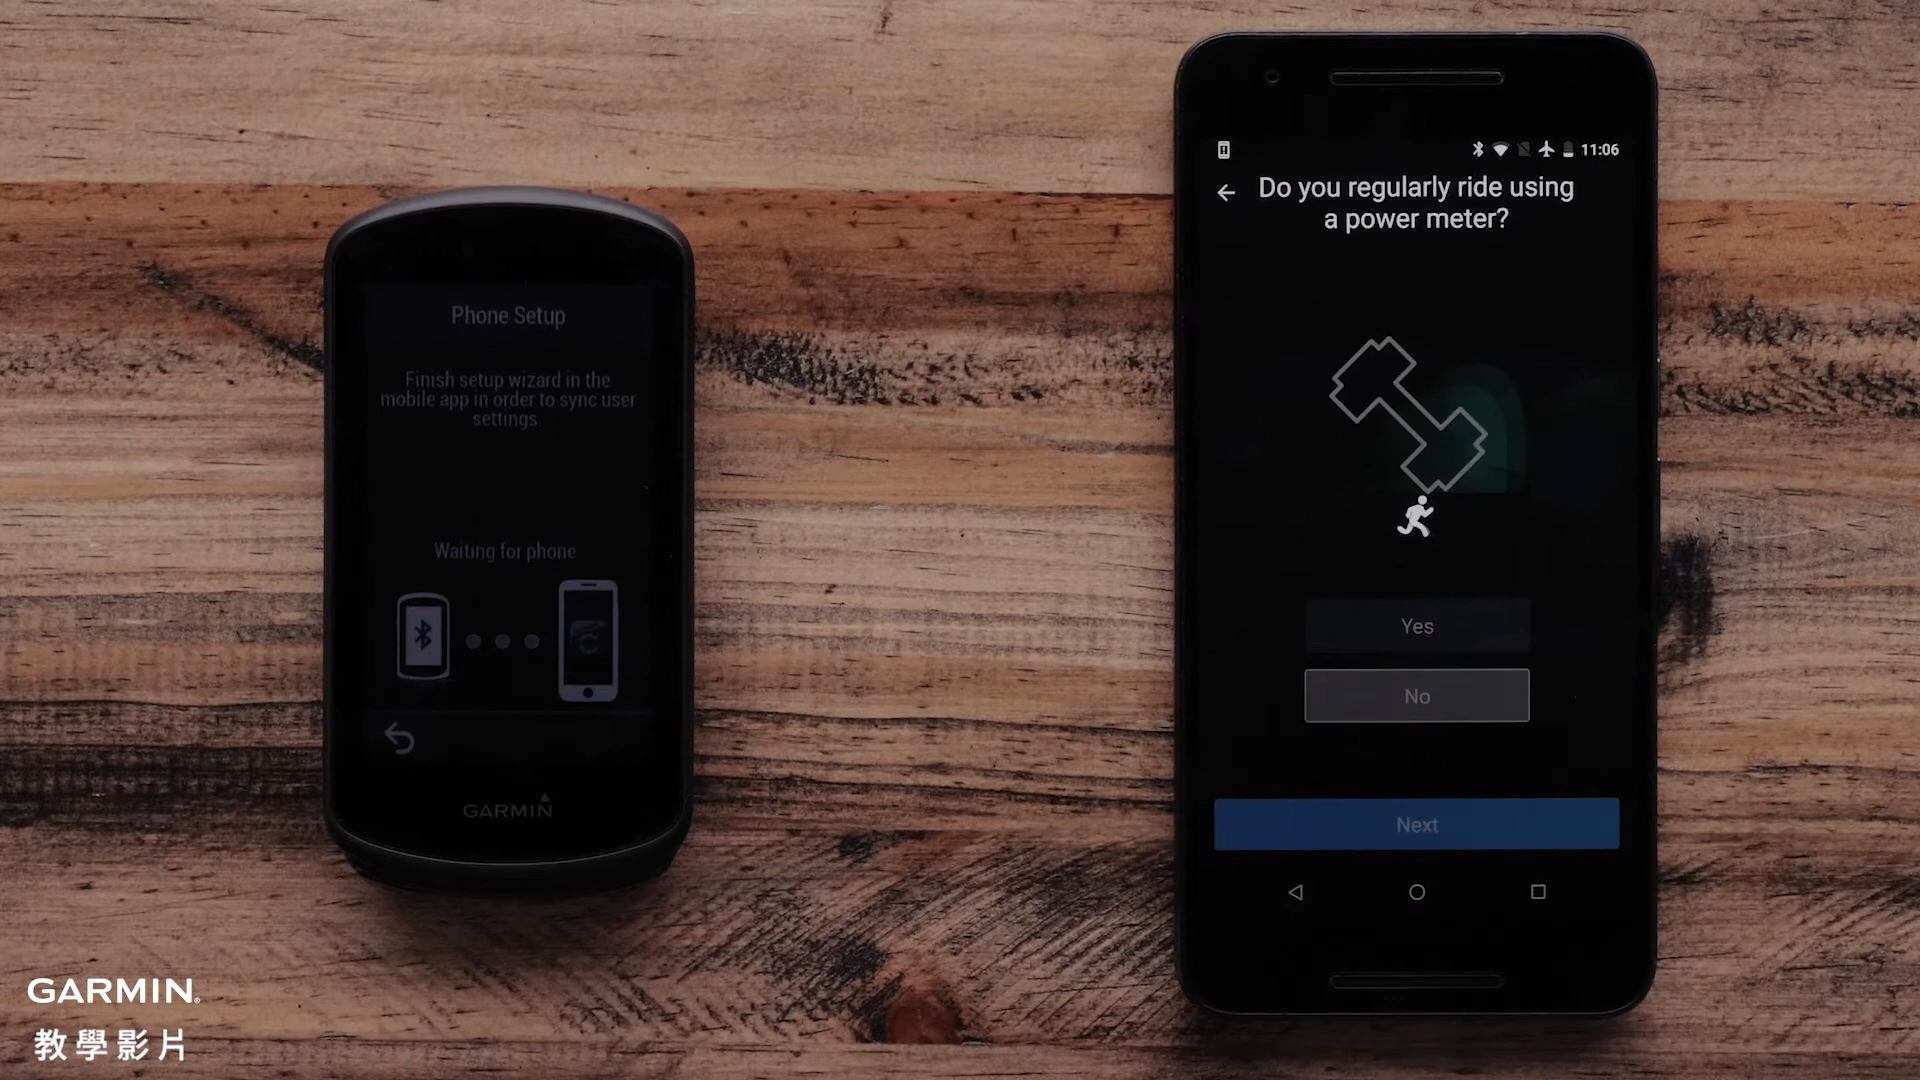 Phone Setup
Finish setup wizard in the
mobile app in order to sync user
settings.
Waiting for phone
GARMIN
11:06
Do you regularly ride using
a power meter?
Yes
No
Next
GARMIN®
教學影片